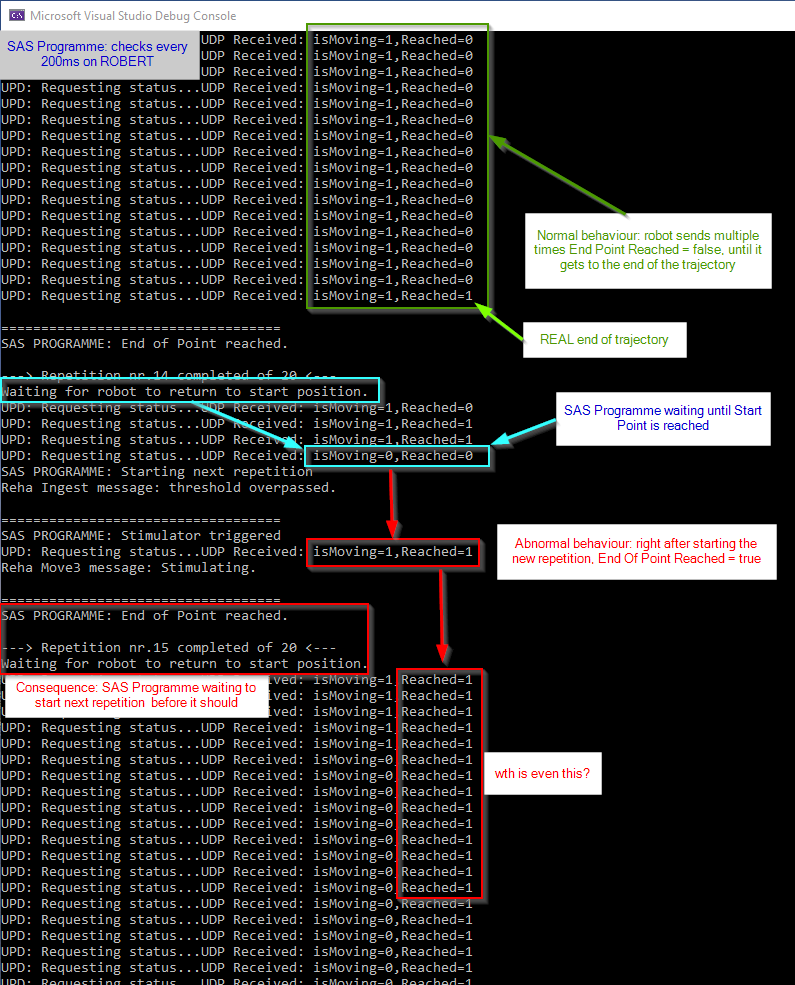 Microsoft Visual Studio Debug Console
SAS Programme: checks every
200ms on ROBERT
UDP Received: isMoving=1,Reached=0
UDP Received: isMoving=1,Reached=0
UDP Received: isMoving=1,Reached=0
UPD: Requesting status...UDP Received: isMoving=1,Reached=0
UPD: Requesting status...UDP Received: isMoving=1,Reached=0
UPD: Requesting status...UDP Received: isMoving=1,Reached=0
UPD: Requesting status...UDP Received: isMoving=1,Reached=0
UPD: Requesting status...UDP Received: isMoving=1,Reached=0
UPD: Requesting status...UDP Received: isMoving=1,Reached=0
UPD: Requesting status...UDP Received: isMoving=1,Reached=0
UPD: Requesting status...UDP Received: isMoving=1,Reached=0
UPD: Requesting status...UDP Received: isMoving=1,Reached=0
UPD: Requesting status...UDP Received: isMoving=1,Reached=0
UPD: Requesting status...UDP Received: isMoving=1,Reached=0
UPD: Requesting status...UDP Received: isMoving=1,Reached=0
UPD: Requesting status...UDP Received: isMoving=1,Reached=0
UPD: Requesting status...UDP Received: isMoving=1,Reached=1
Normal behaviour: robot sends multiple
times End Point Reached = false, until it
gets to the end of the trajectory
===================================
SAS PROGRAMME: End of Point reached.
REAL end of trajectory
---> Repetition nr.14 completed of 20 <---
Waiting for robot to return to start position.
UPD: Requesting status...UDP Received: isMoving=1,Reached=0
UPD: Requesting status...UDP Received: isMoving=1,Reached=1
UPD: Requesting status...UDP Received: isMoving=1,Reached=1
UPD: Requesting status...UDP Received: isMoving=0,Reached=0
SAS Programme waiting until Start
Point is reached
SAS PROGRAMME: Starting next repetition
Reha Ingest message: threshold overpassed.
===================================
SAS PROGRAMME: Stimulator triggered
UPD: Requesting status...UDP Received: isMoving=1,Reached=1
Reha Move3 message: Stimulating.
Abnormal behaviour: right after starting the
new repetition, End Of Point Reached = true
===================================
SAS PROGRAMME: End of Point reached.
---> Repetition nr.15 completed of 20 <---
Waiting for robot to return to start position.
UPD: Requesting status...UDP Received: isMoving=1,Reached=1
Consequence: SAS Programme waiting to
start next repetition before it should
isMoving=1,Reached=1
isMoving=1,Reached=1
UPD: Requesting status...UDP Received: isMoving=1,Reached=1
UPD: Requesting status...UDP Received: isMoving=1,Reached=1
UPD: Requesting status...UDP Received: isMoving=0,Reached=1
UPD: Requesting status...UDP Received: isMoving=0,Reached=1
wth is even this?
UPD: Requesting status...UDP Received: isMoving=0,Reached=1
UPD: Requesting status...UDP Received: isMoving=0,Reached=1
UPD: Requesting status...UDP Received: isMoving=0,Reached=1
UPD: Requesting status...UDP Received: isMoving=0,Reached=1
UPD: Requesting status...UDP Received: isMoving=0,Reached=1
UPD: Requesting status...UDP Received: isMoving=0,Reached=1
UPD: Requesting status...UDP Received: isMoving=0,Reached=1
UPD: Requesting status...UDP Received: isMoving=0,Reached=1
UPD: Requesting status...UDP Received: isMoving=0,Reached=1
UPD: Requesting status...UDP Received: isMoving=0,Reached=1
UPD: Requesting status...UDP Received: isMoving=0,Reached=1
UPD: Requesting status...UDP Received: isMoving=0,Reached=1
UPD: Requesting status...UDP Received: isMoving=0,Reached=1